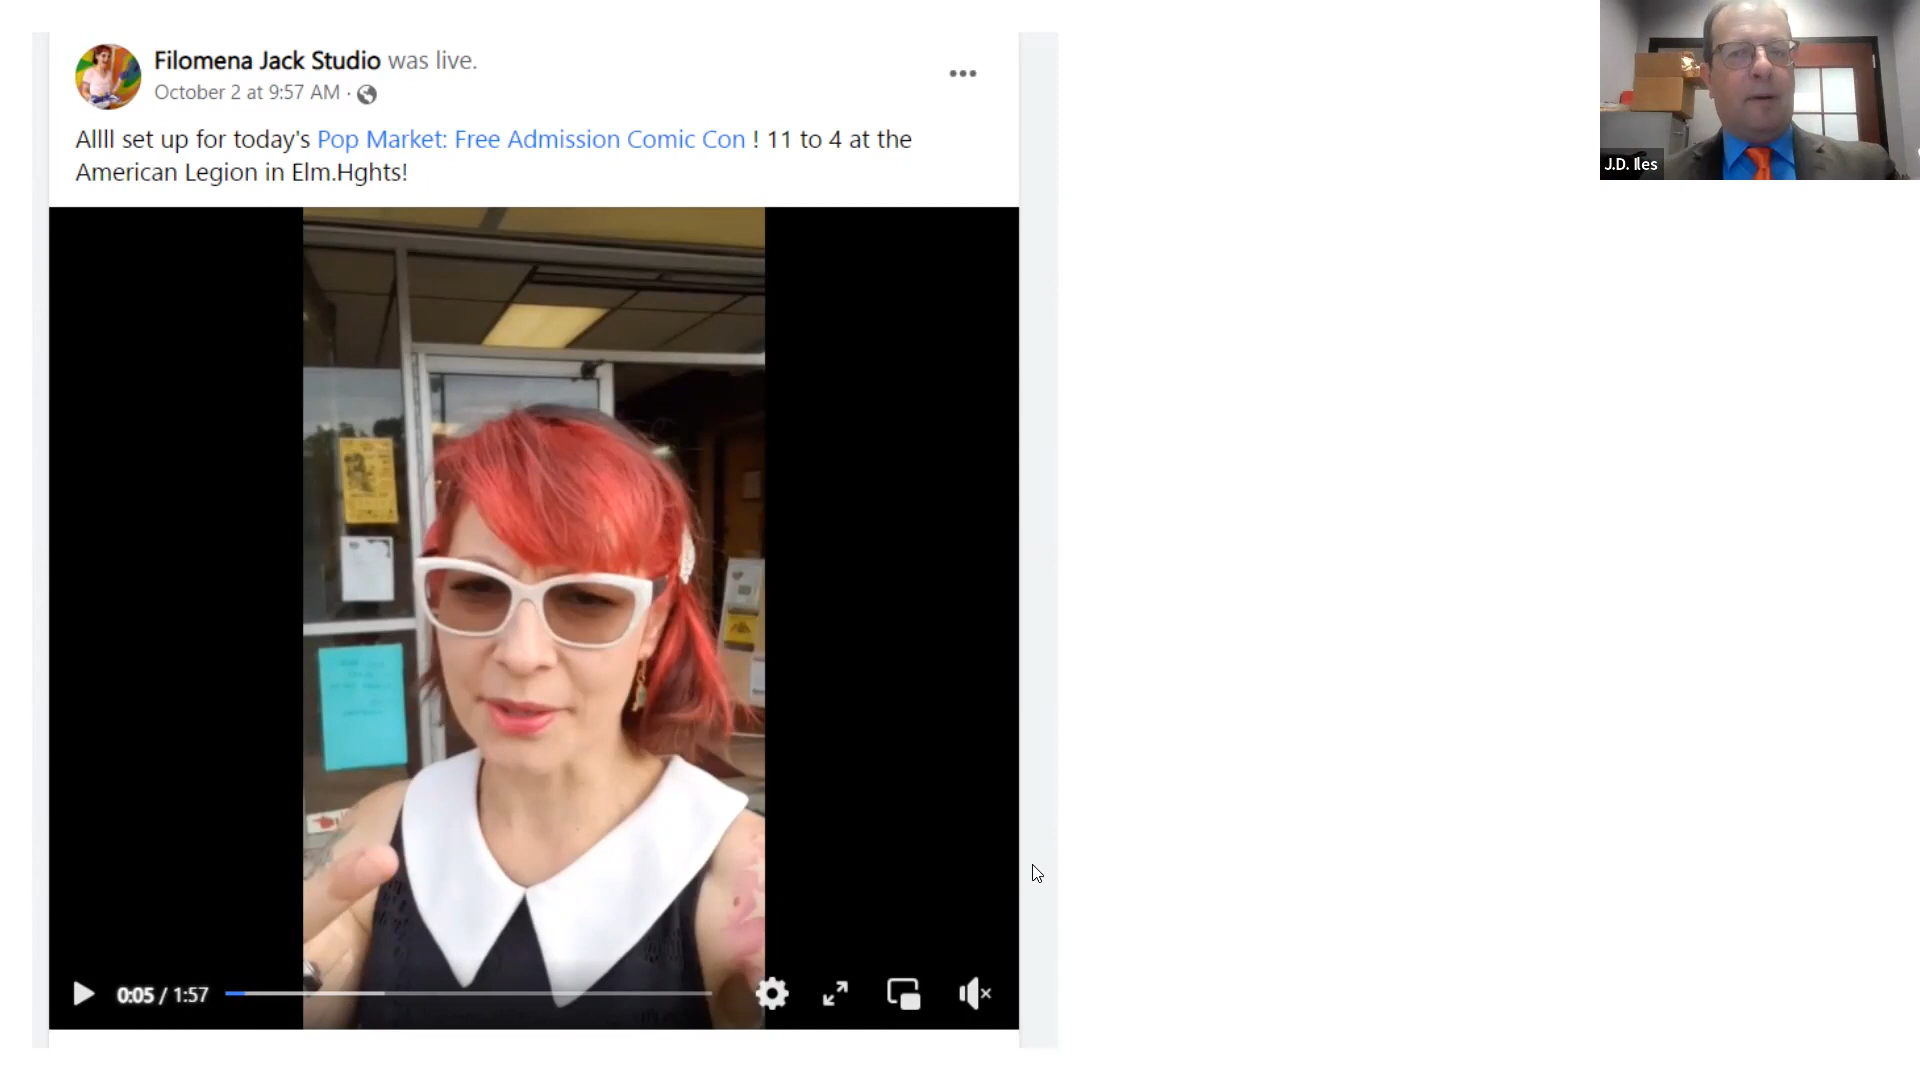 Filomena Jack Studio was live.
October 2 at 9:57 AM ·
Allll set up for today's Pop Market: Free Admission Comic Con ! 11 to 4 at the
American Legion in Elm.Hghts!
J.D. Iles
0:05 / 1:57